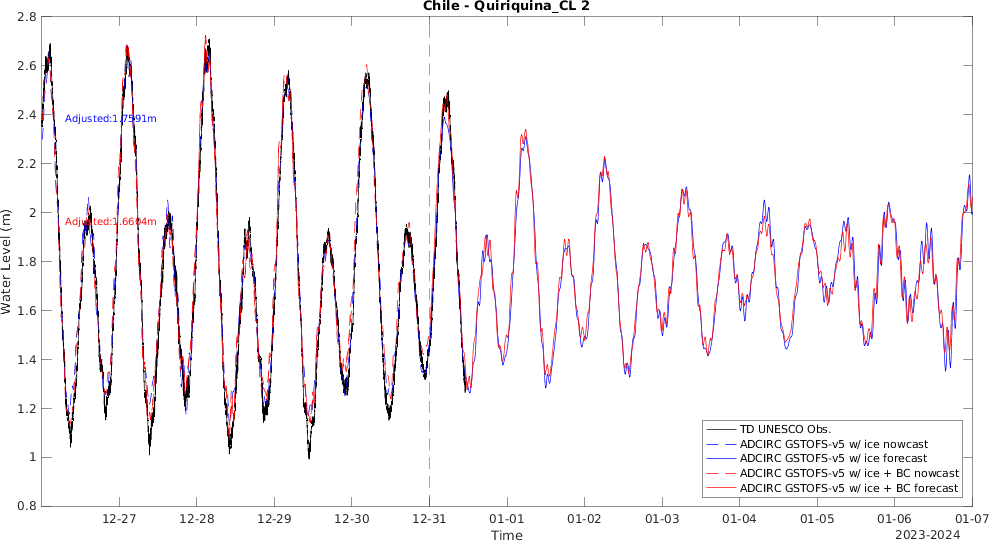 Chile - Quiriquina_CL 2
2.8
2.6
2.4
2.2
2
1.8
1.6
1.4
1.2
1
0.8
Water Level (m)
Adjusted:1.7591m
Adjusted:1.6604m
TD UNESCO Obs.
ADCIRC GSTOFS-v5 w/ ice nowcast
ADCIRC GSTOFS-v5 w/ ice forecast
ADCIRC GSTOFS-v5 w/ ice + BC nowcast
ADCIRC GSTOFS-v5 w/ ice + BC forecast
12-27 12-28 12-29 12-30 12-31 01-01 01-02 01-03 01-04 01-05 01-06 01-07
Time
2023-2024